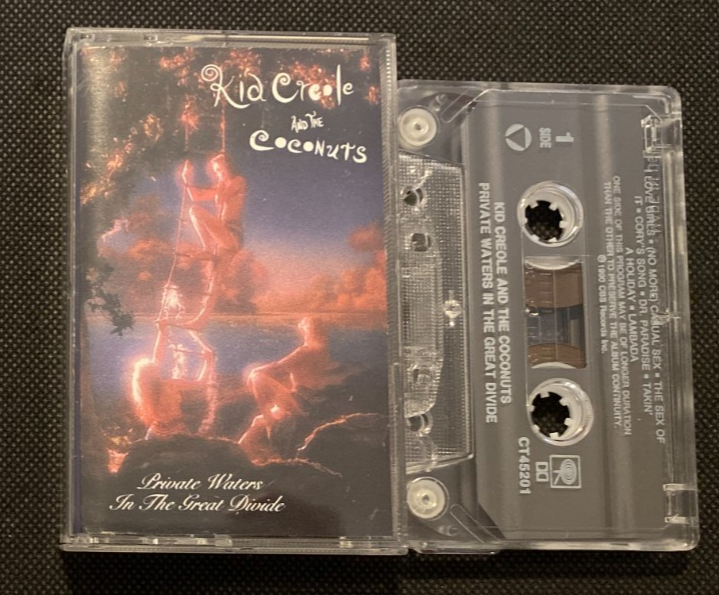 Kid Creole
AND THE
COCONUTS
Private Waters
In The Great Divide
SIDE
1
I LOVE GIRLS • (NO MORE) CASUAL SEX • THE SEX OF
IT • CORY'S SONG • DR. PARADISE • TAKIN'
A HOLIDAY • LAMBADA
ONE SIDE OF THIS PROGRAM MAY BE OF LONGER DURATION
THAN THE OTHER TO PRESERVE THE ALBUM CONTINUITY.
℗ 1990 CBS Records Inc.
KID CREOLE AND THE COCONUTS
PRIVATE WATERS IN THE GREAT DIVIDE
CT45201